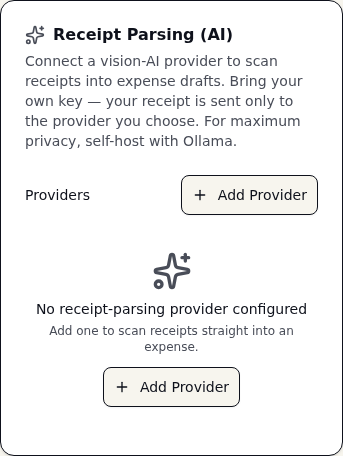 Receipt Parsing (AI)
Connect a vision-AI provider to scan
receipts into expense drafts. Bring your
own key — your receipt is sent only to
the provider you choose. For maximum
privacy, self-host with Ollama.
Providers
+ Add Provider
No receipt-parsing provider configured
Add one to scan receipts straight into an
expense.
+ Add Provider